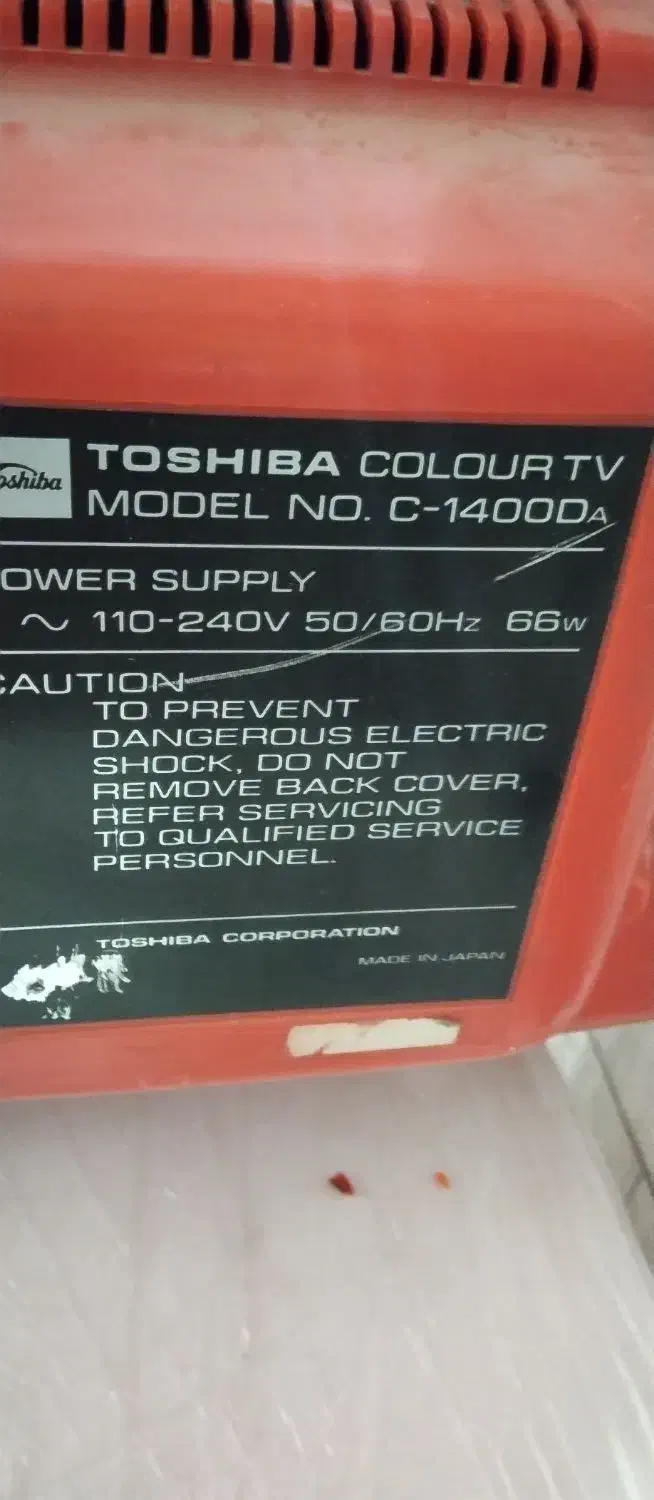 oshiba
TOSHIBA COLOUR TV
MODEL NO. C-1400DA
OWER SUPPLY
~ 110-240V 50/60Hz 66W
CAUTION
TO PREVENT
DANGEROUS ELECTRIC
SHOCK, DO NOT
REMOVE BACK COVER,
REFER SERVICING
TO QUALIFIED SERVICE
PERSONNEL.
TOSHIBA CORPORATION
MADE IN JAPAN